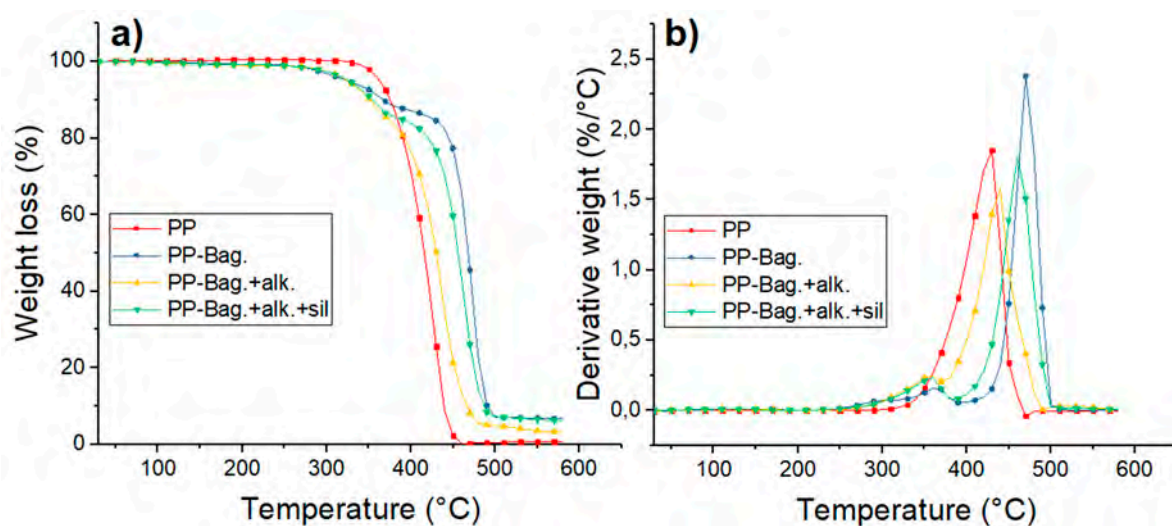 a)
100
80
60
40
20
0
Weight loss (%)
PP
PP-Bag.
PP-Bag.+alk.
PP-Bag.+alk.+sil
100 200 300 400 500 600
Temperature (°C)
b)
2,5
2,0
1,5
1,0
0,5
0,0
Derivative weight (%/°C)
PP
PP-Bag.
PP-Bag.+alk.
PP-Bag.+alk.+sil
100 200 300 400 500 600
Temperature (°C)